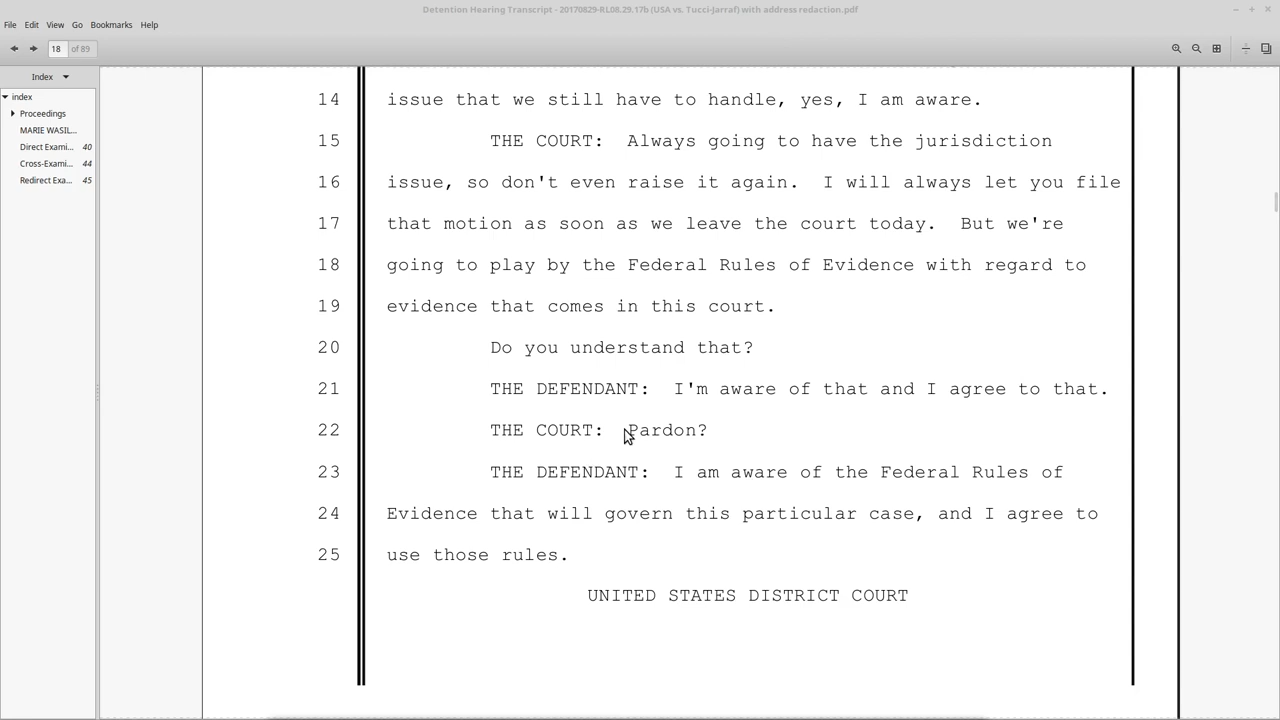 Detention Hearing Transcript - 20170829-RL08.29.17b (USA vs. Tucci-Jarraf) with address redaction.pdf
File Edit View Go Bookmarks Help
18 of 89
Index
index
Proceedings
MARIE WASIL...
Direct Exami... 40
Cross-Exami... 44
Redirect Exa... 45
14 issue that we still have to handle, yes, I am aware.
15 THE COURT: Always going to have the jurisdiction
16 issue, so don't even raise it again. I will always let you file
17 that motion as soon as we leave the court today. But we're
18 going to play by the Federal Rules of Evidence with regard to
19 evidence that comes in this court.
20 Do you understand that?
21 THE DEFENDANT: I'm aware of that and I agree to that.
22 THE COURT: Pardon?
23 THE DEFENDANT: I am aware of the Federal Rules of
24 Evidence that will govern this particular case, and I agree to
25 use those rules.
UNITED STATES DISTRICT COURT